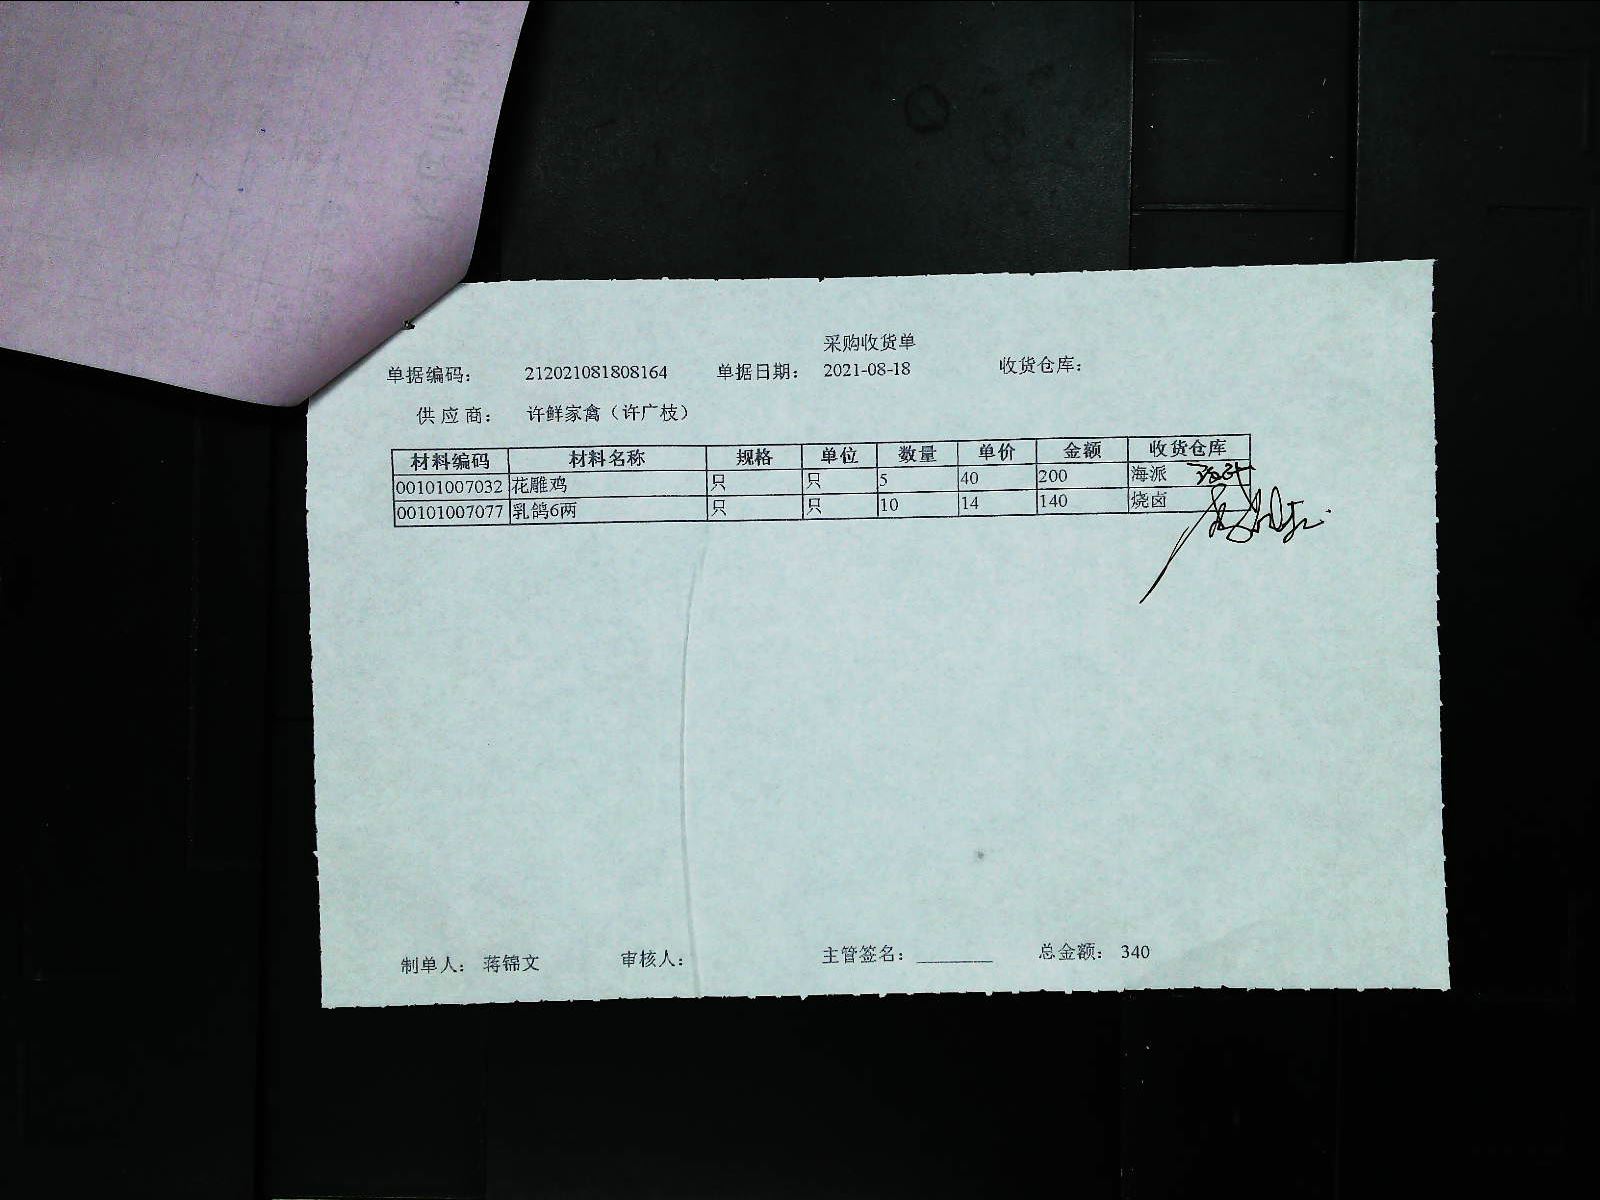 采购收货单
单据编码： 212021081808164 单据日期： 2021-08-18 收货仓库：
供应商： 许鲜家禽（许广枝）
材料编码 材料名称 规格 单位 数量 单价 金额 收货仓库
00101007032 花雕鸡 只 只 5 40 200 海派
00101007077 乳鸽6两 只 只 10 14 140 烧卤
制单人： 蒋锦文 审核人： 主管签名：________ 总金额： 340